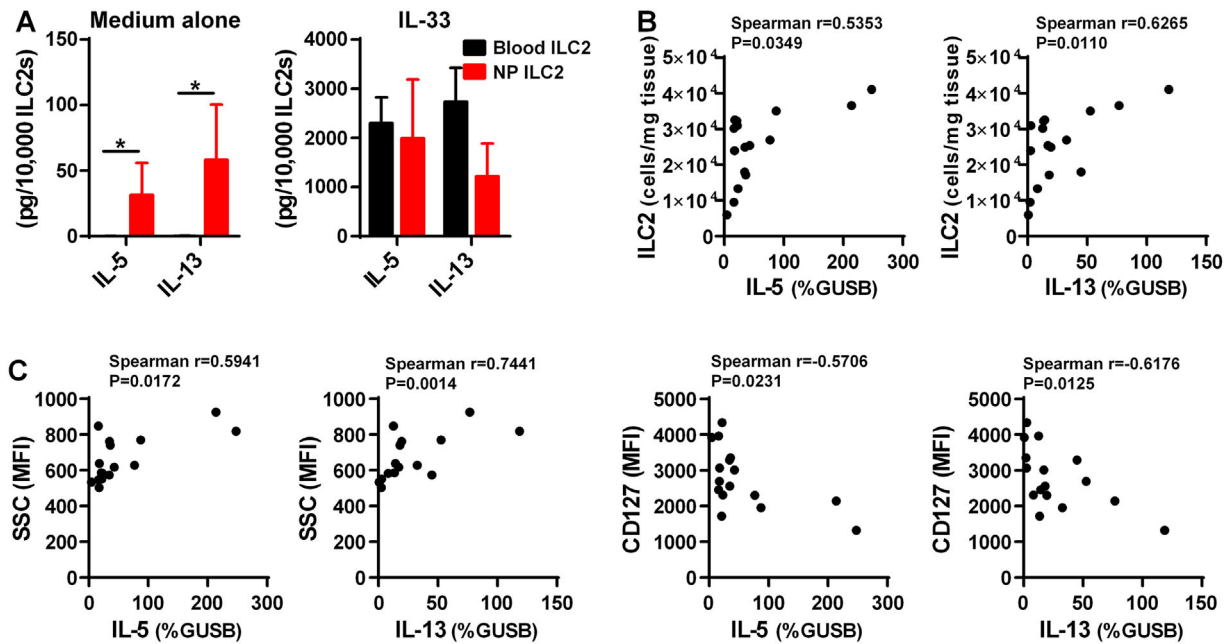 A
Medium alone
(pg/10,000 ILC2s)
150
100
50
0
*
*
IL-5
IL-13
IL-33
(pg/10,000 ILC2s)
4000
3000
2000
1000
0
Blood ILC2
NP ILC2
IL-5
IL-13
B
Spearman r=0.5353
P=0.0349
ILC2 (cells/mg tissue)
5×10⁴
4×10⁴
3×10⁴
2×10⁴
1×10⁴
0
0 100 200 300
IL-5 (%GUSB)
Spearman r=0.6265
P=0.0110
ILC2 (cells/mg tissue)
5×10⁴
4×10⁴
3×10⁴
2×10⁴
1×10⁴
0
0 50 100 150
IL-13 (%GUSB)
C
Spearman r=0.5941
P=0.0172
SSC (MFI)
1000
800
600
400
200
0
0 100 200 300
IL-5 (%GUSB)
Spearman r=0.7441
P=0.0014
SSC (MFI)
1000
800
600
400
200
0
0 50 100 150
IL-13 (%GUSB)
Spearman r=-0.5706
P=0.0231
CD127 (MFI)
5000
4000
3000
2000
1000
0
0 100 200 300
IL-5 (%GUSB)
Spearman r=-0.6176
P=0.0125
CD127 (MFI)
5000
4000
3000
2000
1000
0
0 50 100 150
IL-13 (%GUSB)